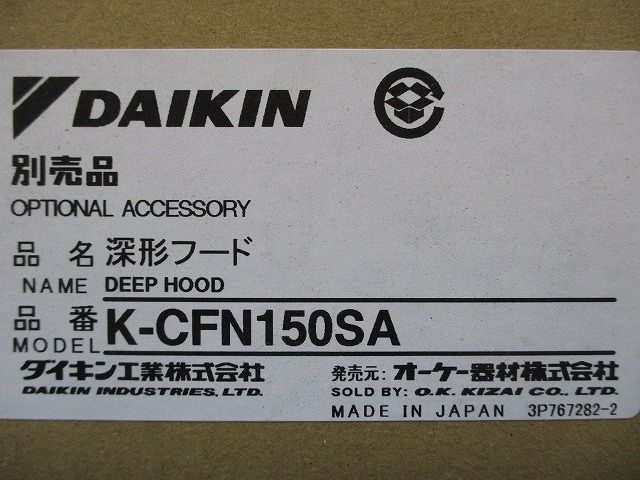 DAIKIN
別売品
OPTIONAL ACCESSORY
品名 深形フード
NAME DEEP HOOD
品番 K-CFN150SA
MODEL
ダイキン工業株式会社
DAIKIN INDUSTRIES, LTD.
発売元: オーケー器材株式会社
SOLD BY: O.K. KIZAI CO., LTD.
MADE IN JAPAN 3P767282-2